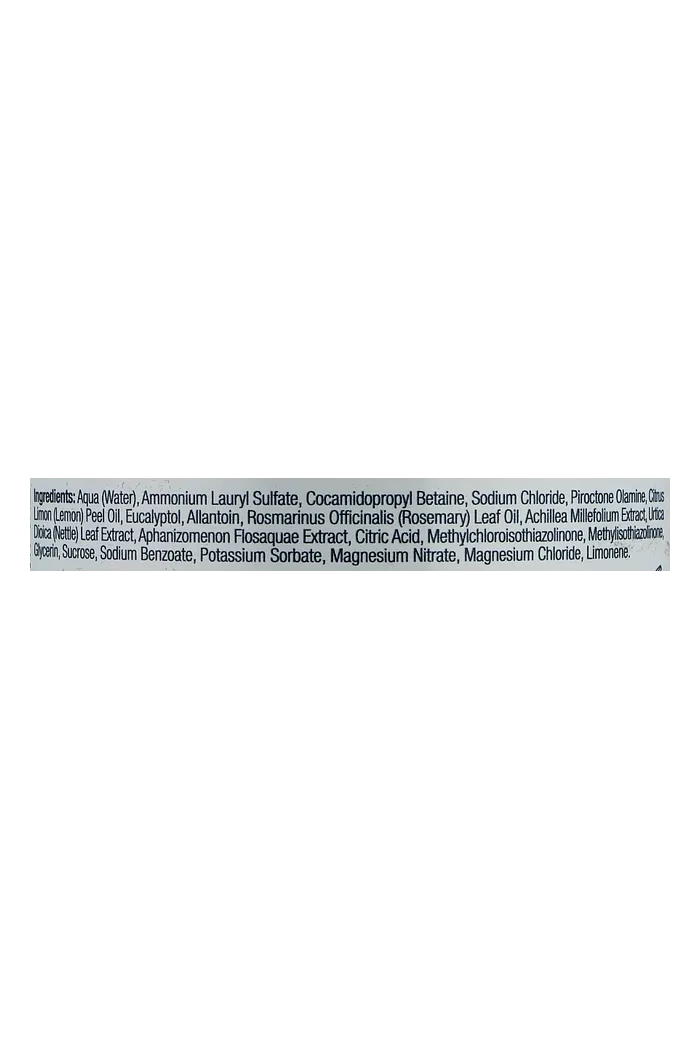 Ingredients: Aqua (Water), Ammonium Lauryl Sulfate, Cocamidopropyl Betaine, Sodium Chloride, Piroctone Olamine, Citrus
Limon (Lemon) Peel Oil, Eucalyptol, Allantoin, Rosmarinus Officinalis (Rosemary) Leaf Oil, Achillea Millefolium Extract, Urtica
Dioica (Nettle) Leaf Extract, Aphanizomenon Flosaquae Extract, Citric Acid, Methylchloroisothiazolinone, Methylisothiazolinone,
Glycerin, Sucrose, Sodium Benzoate, Potassium Sorbate, Magnesium Nitrate, Magnesium Chloride, Limonene.